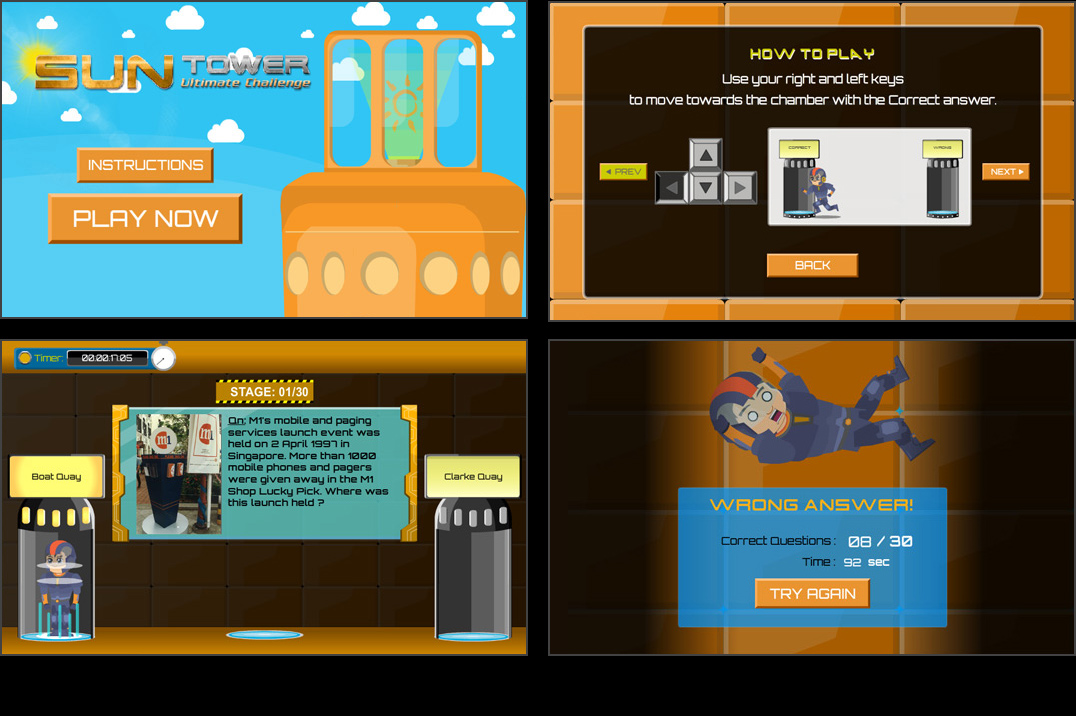 SUN TOWER
Ultimate Challenge
INSTRUCTIONS
PLAY NOW
HOW TO PLAY
Use your right and left keys
to move towards the chamber with the Correct answer.
CORRECT
WRONG
PREV
NEXT
BACK
Timer:
00:00:17.05
STAGE: 01/30
m1
m1
On; M1's mobile and paging
services launch event was
held on 2 April 1997 in
Singapore. More than 1000
mobile phones and pagers
were given away in the M1
Shop Lucky Pick. Where was
this launch held ?
Boat Quay
Clarke Quay
WRONG ANSWER!
Correct Questions : 08 / 30
Time : 92 sec
TRY AGAIN